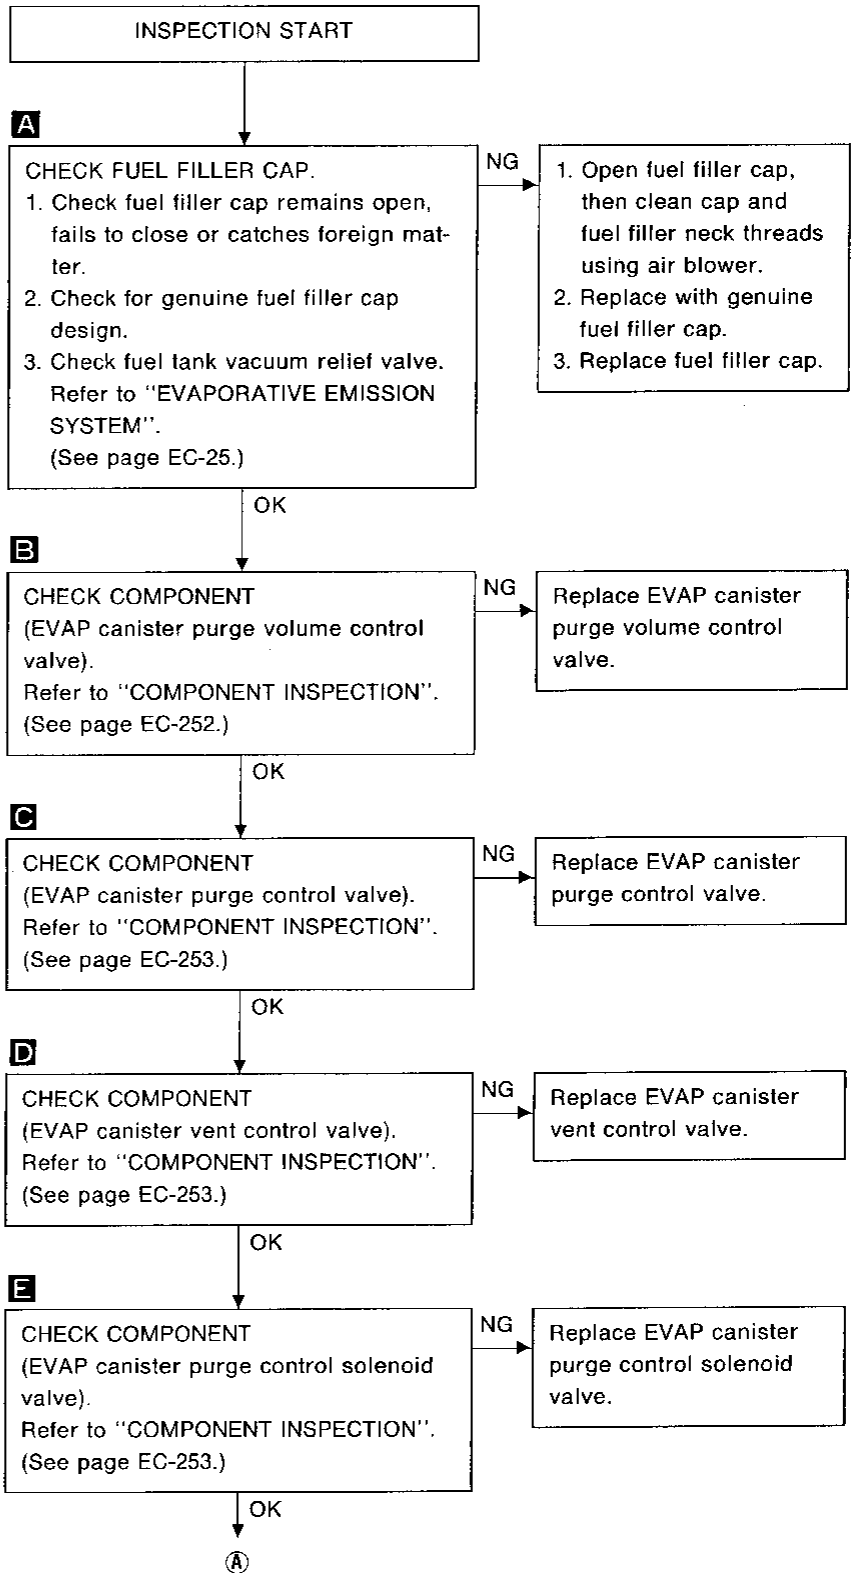 INSPECTION START
A
CHECK FUEL FILLER CAP.
1. Check fuel filler cap remains open,
fails to close or catches foreign mat-
ter.
2. Check for genuine fuel filler cap
design.
3. Check fuel tank vacuum relief valve.
Refer to "EVAPORATIVE EMISSION
SYSTEM".
(See page EC-25.)
NG
1. Open fuel filler cap,
then clean cap and
fuel filler neck threads
using air blower.
2. Replace with genuine
fuel filler cap.
3. Replace fuel filler cap.
OK
B
CHECK COMPONENT
(EVAP canister purge volume control
valve).
Refer to "COMPONENT INSPECTION".
(See page EC-252.)
NG
Replace EVAP canister
purge volume control
valve.
OK
C
CHECK COMPONENT
(EVAP canister purge control valve).
Refer to "COMPONENT INSPECTION".
(See page EC-253.)
NG
Replace EVAP canister
purge control valve.
OK
D
CHECK COMPONENT
(EVAP canister vent control valve).
Refer to "COMPONENT INSPECTION".
(See page EC-253.)
NG
Replace EVAP canister
vent control valve.
OK
E
CHECK COMPONENT
(EVAP canister purge control solenoid
valve).
Refer to "COMPONENT INSPECTION".
(See page EC-253.)
NG
Replace EVAP canister
purge control solenoid
valve.
OK
Ⓐ